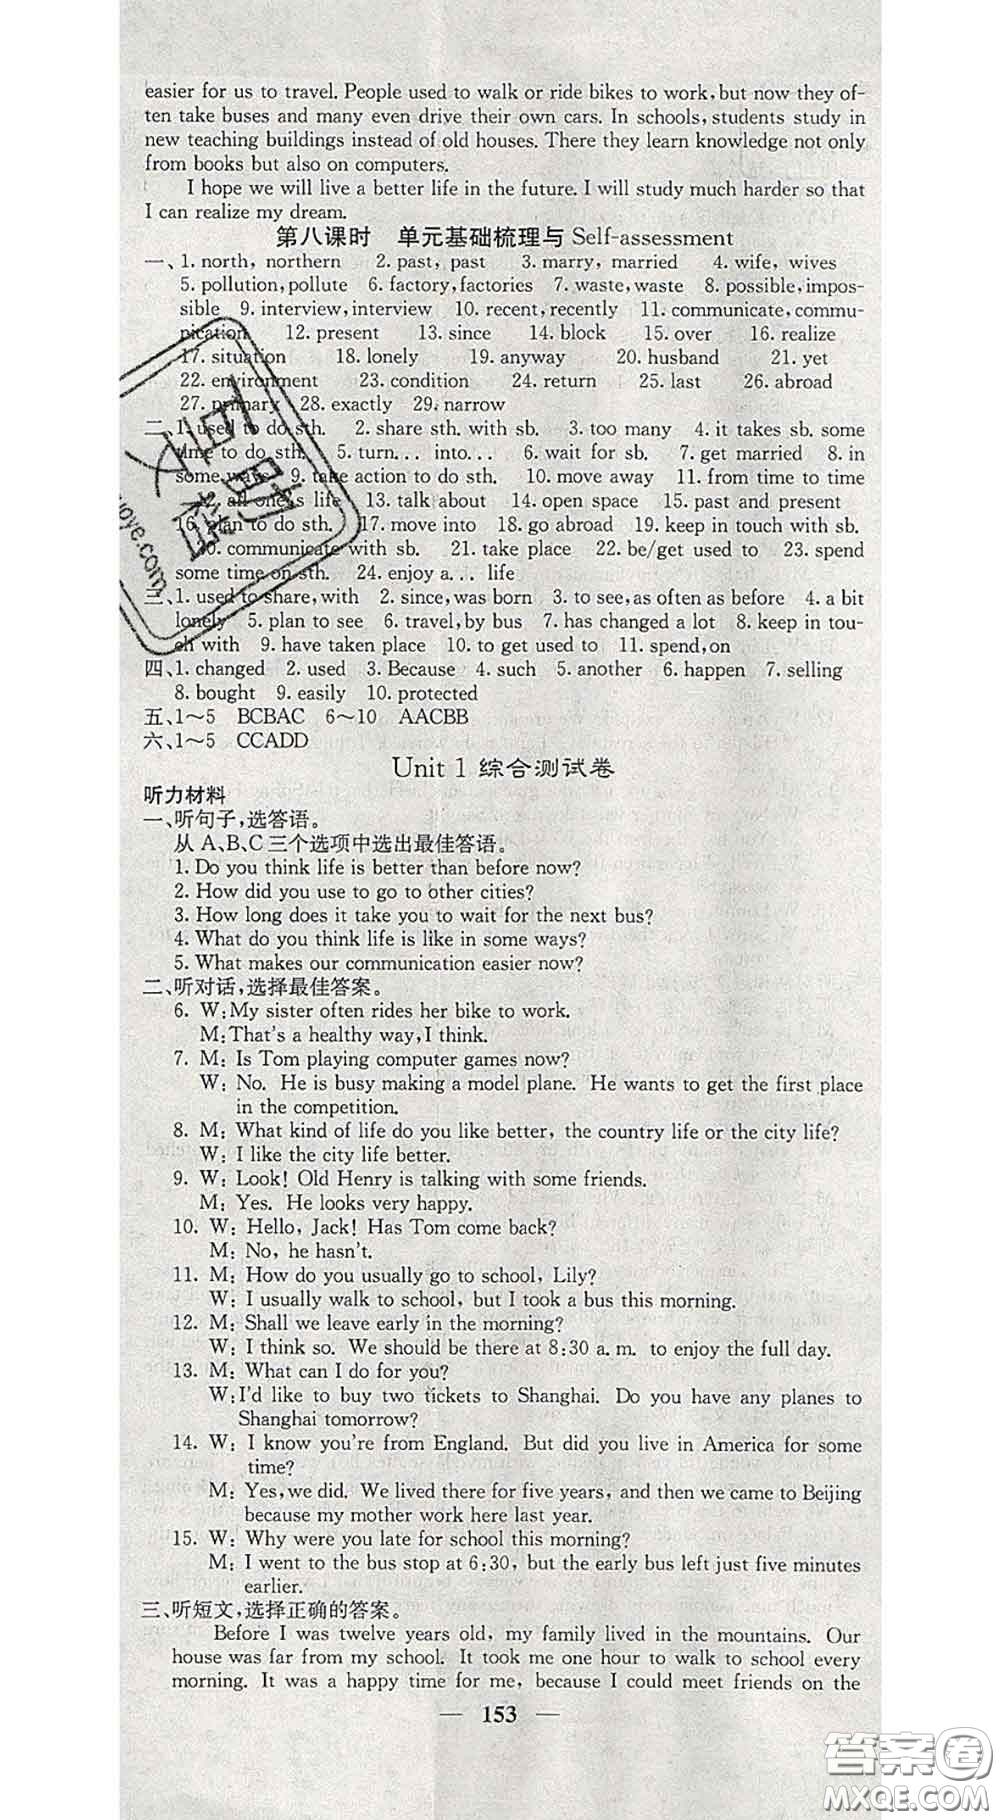 easier for us to travel. People used to walk or ride bikes to work, but now they of-
ten take buses and many even drive their own cars. In schools, students study in
new teaching buildings instead of old houses. There they learn knowledge not only
from books but also on computers.
I hope we will live a better life in the future. I will study much harder so that
I can realize my dream.
第八课时　单元基础梳理与 Self-assessment
一、1. north, northern 2. past, past 3. marry, married 4. wife, wives
5. pollution, pollute 6. factory, factories 7. waste, waste 8. possible, impos-
sible 9. interview, interview 10. recent, recently 11. communicate, commu-
nication 12. present 13. since 14. block 15. over 16. realize
17. situation 18. lonely 19. anyway 20. husband 21. yet
22. environment 23. condition 24. return 25. last 26. abroad
27. primary 28. exactly 29. narrow
二、1. used to do sth. 2. share sth. with sb. 3. too many 4. it takes sb. some
time to do sth. 5. turn... into... 6. wait for sb. 7. get married 8. in
some ways 9. take action to do sth. 10. move away 11. from time to time
12. all one's life 13. talk about 14. open space 15. past and present
16. plan to do sth. 17. move into 18. go abroad 19. keep in touch with sb.
20. communicate with sb. 21. take place 22. be/get used to 23. spend
some time on sth. 24. enjoy a... life
三、1. used to share, with 2. since, was born 3. to see, as often as before 4. a bit
lonely 5. plan to see 6. travel, by bus 7. has changed a lot 8. keep in tou-
ch with 9. have taken place 10. to get used to 11. spend, on
四、1. changed 2. used 3. Because 4. such 5. another 6. happen 7. selling
8. bought 9. easily 10. protected
五、1～5 BCBAC 6～10 AACBB
六、1～5 CCADD
Unit 1 综合测试卷
听力材料
一、听句子,选答语。
从 A、B、C 三个选项中选出最佳答语。
1. Do you think life is better than before now?
2. How did you use to go to other cities?
3. How long does it take you to wait for the next bus?
4. What do you think life is like in some ways?
5. What makes our communication easier now?
二、听对话,选择最佳答案。
6. W: My sister often rides her bike to work.
M: That's a healthy way, I think.
7. M: Is Tom playing computer games now?
W: No. He is busy making a model plane. He wants to get the first place
in the competition.
8. M: What kind of life do you like better, the country life or the city life?
W: I like the city life better.
9. W: Look! Old Henry is talking with some friends.
M: Yes. He looks very happy.
10. W: Hello, Jack! Has Tom come back?
M: No, he hasn't.
11. M: How do you usually go to school, Lily?
W: I usually walk to school, but I took a bus this morning.
12. M: Shall we leave early in the morning?
W: I think so. We should be there at 8:30 a. m. to enjoy the full day.
13. M: What can I do for you?
W: I'd like to buy two tickets to Shanghai. Do you have any planes to
Shanghai tomorrow?
14. W: I know you're from England. But did you live in America for some
time?
M: Yes, we did. We lived there for five years, and then we came to Beijing
because my mother work here last year.
15. W: Why were you late for school this morning?
M: I went to the bus stop at 6:30, but the early bus left just five minutes
earlier.
三、听短文,选择正确的答案。
Before I was twelve years old, my family lived in the mountains. Our
house was far from my school. It took me one hour to walk to school every
morning. It was a happy time for me, because I could meet friends on the
— 153 —
答案圈
MXQE.COM